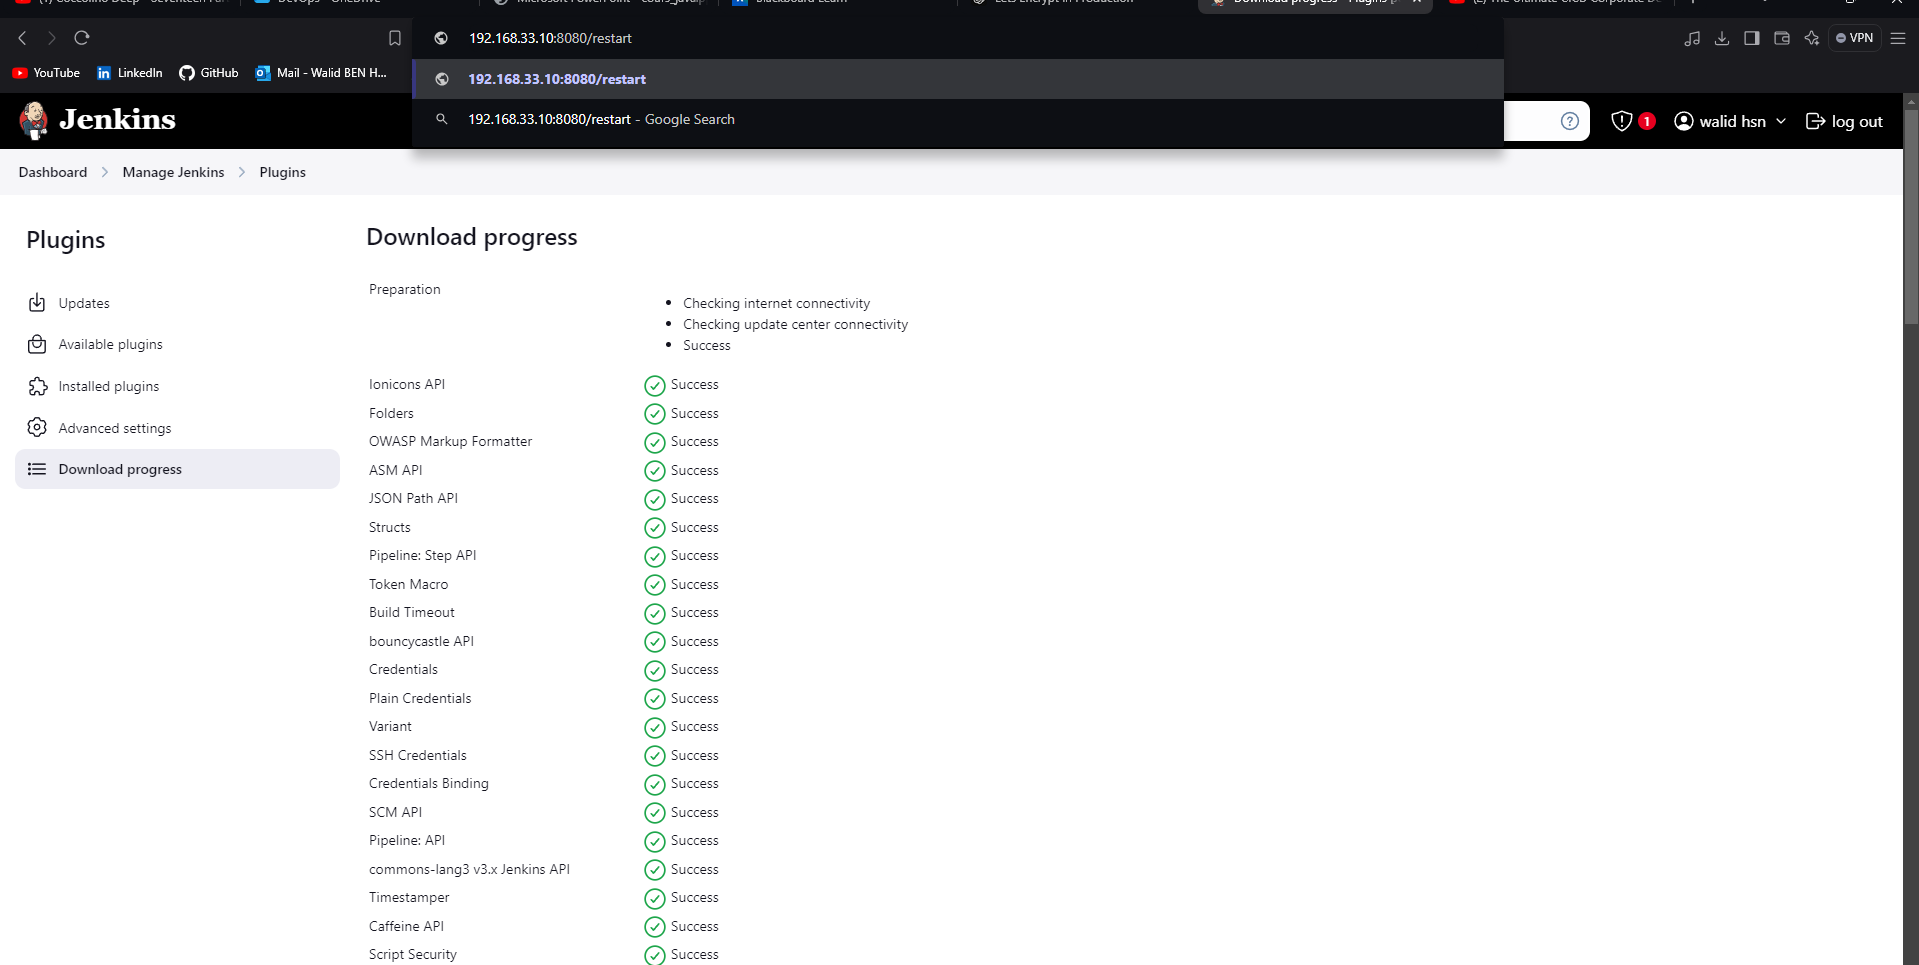 DevOps - OneDrive
192.168.33.10:8080/restart
VPN
YouTube
LinkedIn
GitHub
Mail - Walid BEN H...
192.168.33.10:8080/restart
192.168.33.10:8080/restart - Google Search
Jenkins
1
walid hsn
log out
Dashboard
Manage Jenkins
Plugins
Plugins
Updates
Available plugins
Installed plugins
Advanced settings
Download progress
Download progress
Preparation
Checking internet connectivity
Checking update center connectivity
Success
Ionicons API Success
Folders Success
OWASP Markup Formatter Success
ASM API Success
JSON Path API Success
Structs Success
Pipeline: Step API Success
Token Macro Success
Build Timeout Success
bouncycastle API Success
Credentials Success
Plain Credentials Success
Variant Success
SSH Credentials Success
Credentials Binding Success
SCM API Success
Pipeline: API Success
commons-lang3 v3.x Jenkins API Success
Timestamper Success
Caffeine API Success
Script Security Success